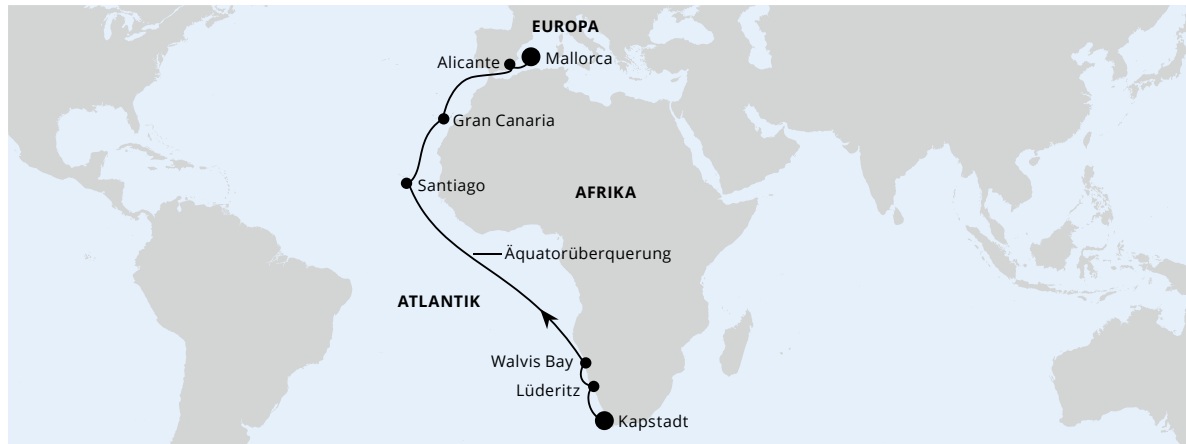 EUROPA
Alicante
Mallorca
Gran Canaria
Santiago
AFRIKA
Äquatorüberquerung
ATLANTIK
Walvis Bay
Lüderitz
Kapstadt